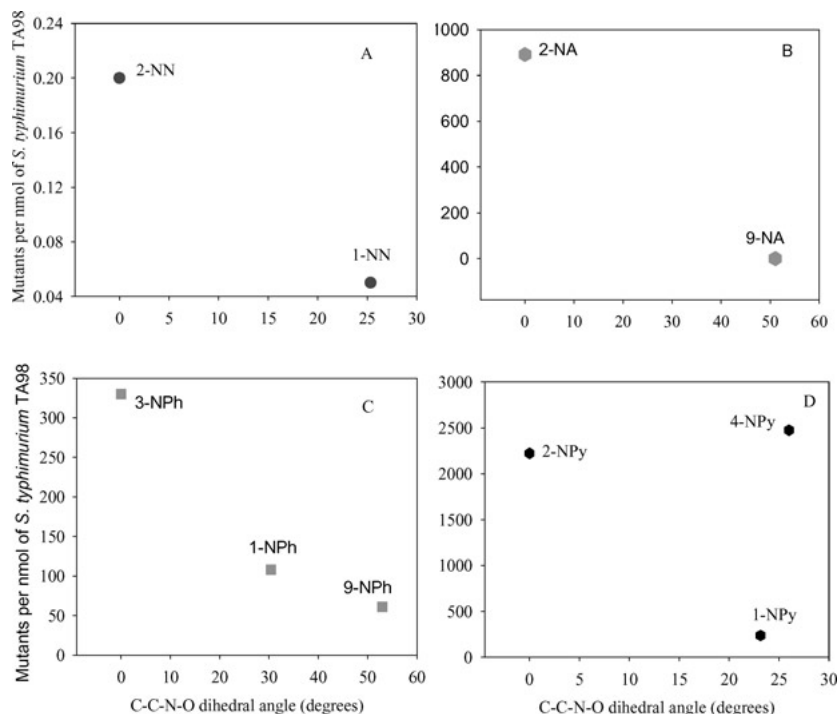 Mutants per nmol of S. typhimurium TA98
0.24
0.20
0.16
0.12
0.08
0.04
A
2-NN
1-NN
0 5 10 15 20 25 30
1000
800
600
400
200
0
B
2-NA
9-NA
0 10 20 30 40 50 60
Mutants per nmol of S. typhimurium TA98
350
300
250
200
150
100
50
0
C
3-NPh
1-NPh
9-NPh
0 10 20 30 40 50 60
C-C-N-O dihedral angle (degrees)
3000
2500
2000
1500
1000
500
0
D
4-NPy
2-NPy
1-NPy
0 5 10 15 20 25 30
C-C-N-O dihedral angle (degrees)